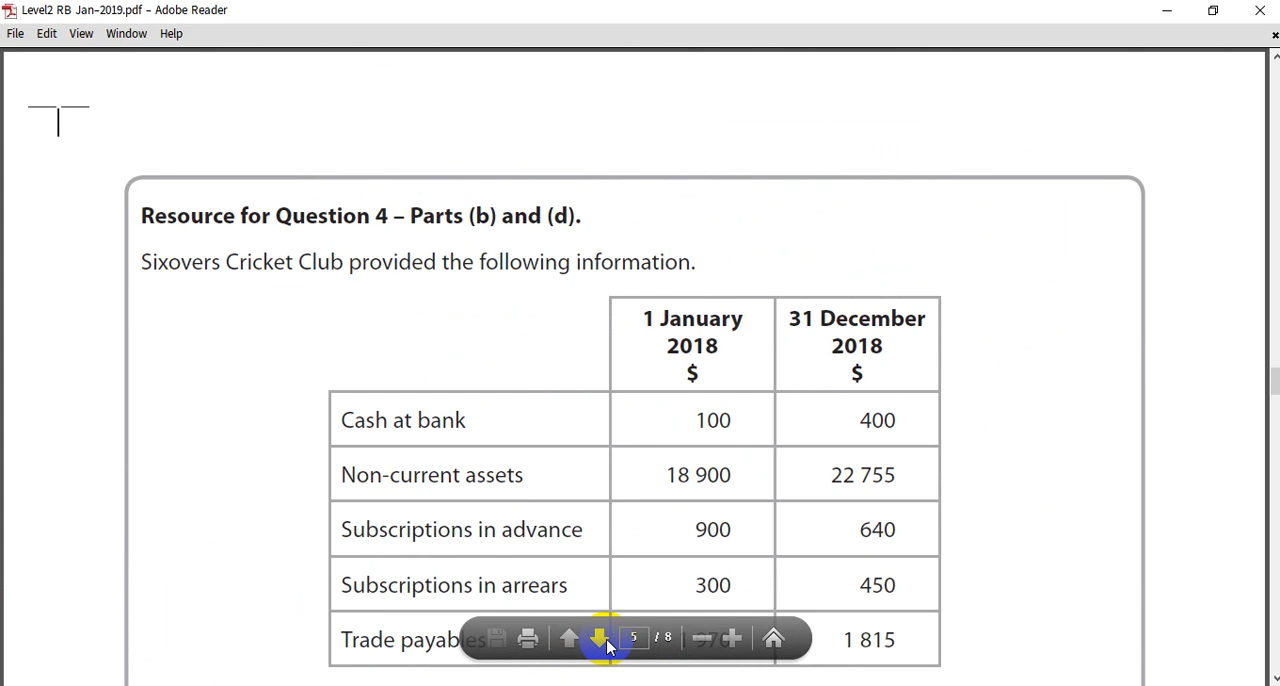 Level2 RB Jan-2019.pdf - Adobe Reader
File Edit View Window Help
Resource for Question 4 – Parts (b) and (d).
Sixovers Cricket Club provided the following information.
1 January 2018 $
31 December 2018 $
Cash at bank 100 400
Non-current assets 18 900 22 755
Subscriptions in advance 900 640
Subscriptions in arrears 300 450
Trade payables 1 970 1 815
5 / 8